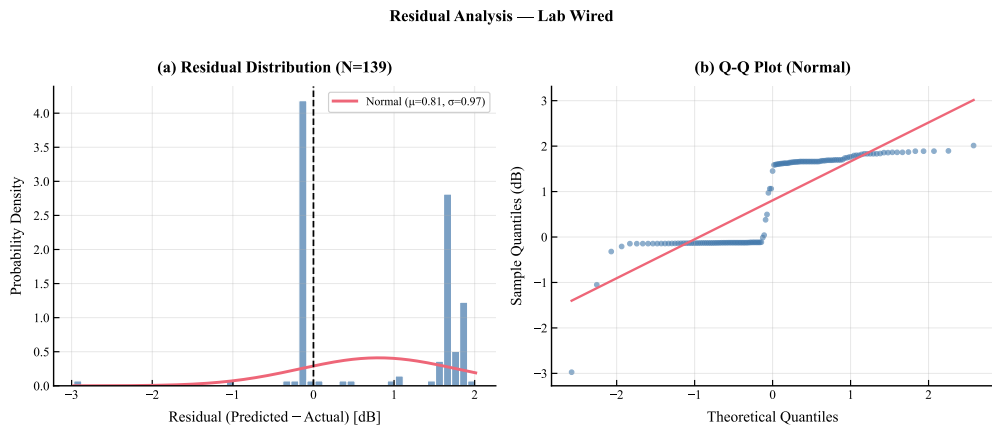 Residual Analysis — Lab Wired
(a) Residual Distribution (N=139)
Normal (μ=0.81, σ=0.97)
Probability Density
4.0
3.5
3.0
2.5
2.0
1.5
1.0
0.5
0.0
−3 −2 −1 0 1 2
Residual (Predicted − Actual) [dB]
(b) Q-Q Plot (Normal)
Sample Quantiles (dB)
3
2
1
0
−1
−2
−3
−2 −1 0 1 2
Theoretical Quantiles